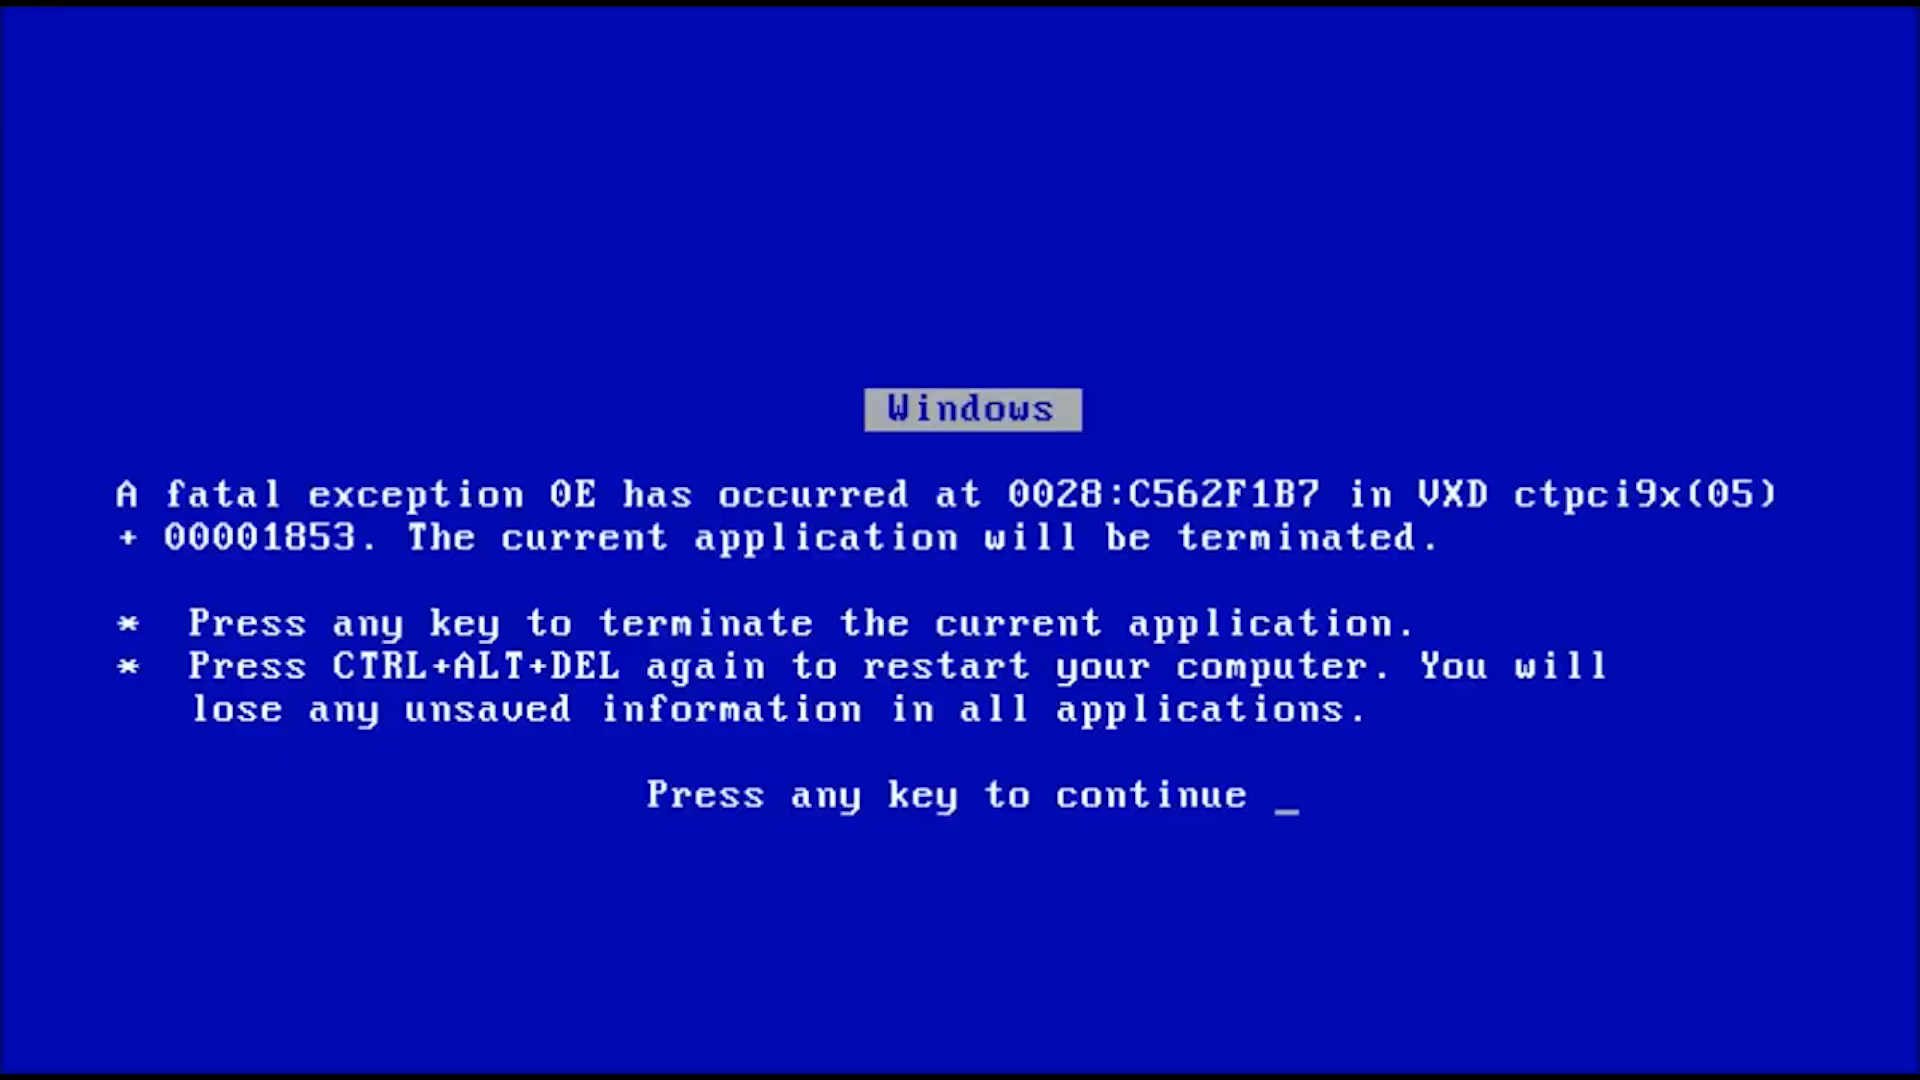 Windows
A fatal exception 0E has occurred at 0028:C562F1B7 in VXD ctpci9x(05)
+ 00001853. The current application will be terminated.
* Press any key to terminate the current application.
* Press CTRL+ALT+DEL again to restart your computer. You will
lose any unsaved information in all applications.
Press any key to continue _